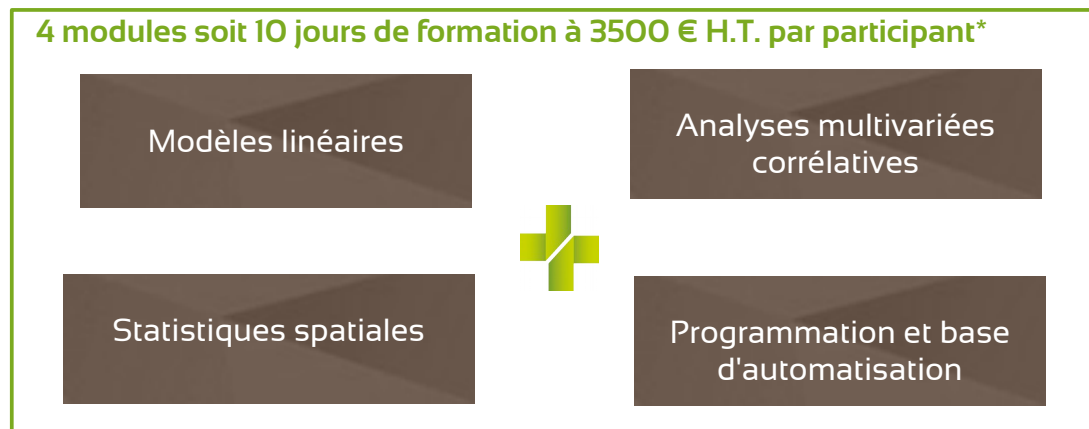 4 modules soit 10 jours de formation à 3500 € H.T. par participant*
Modèles linéaires
Analyses multivariées
corrélatives
Statistiques spatiales
Programmation et base
d'automatisation